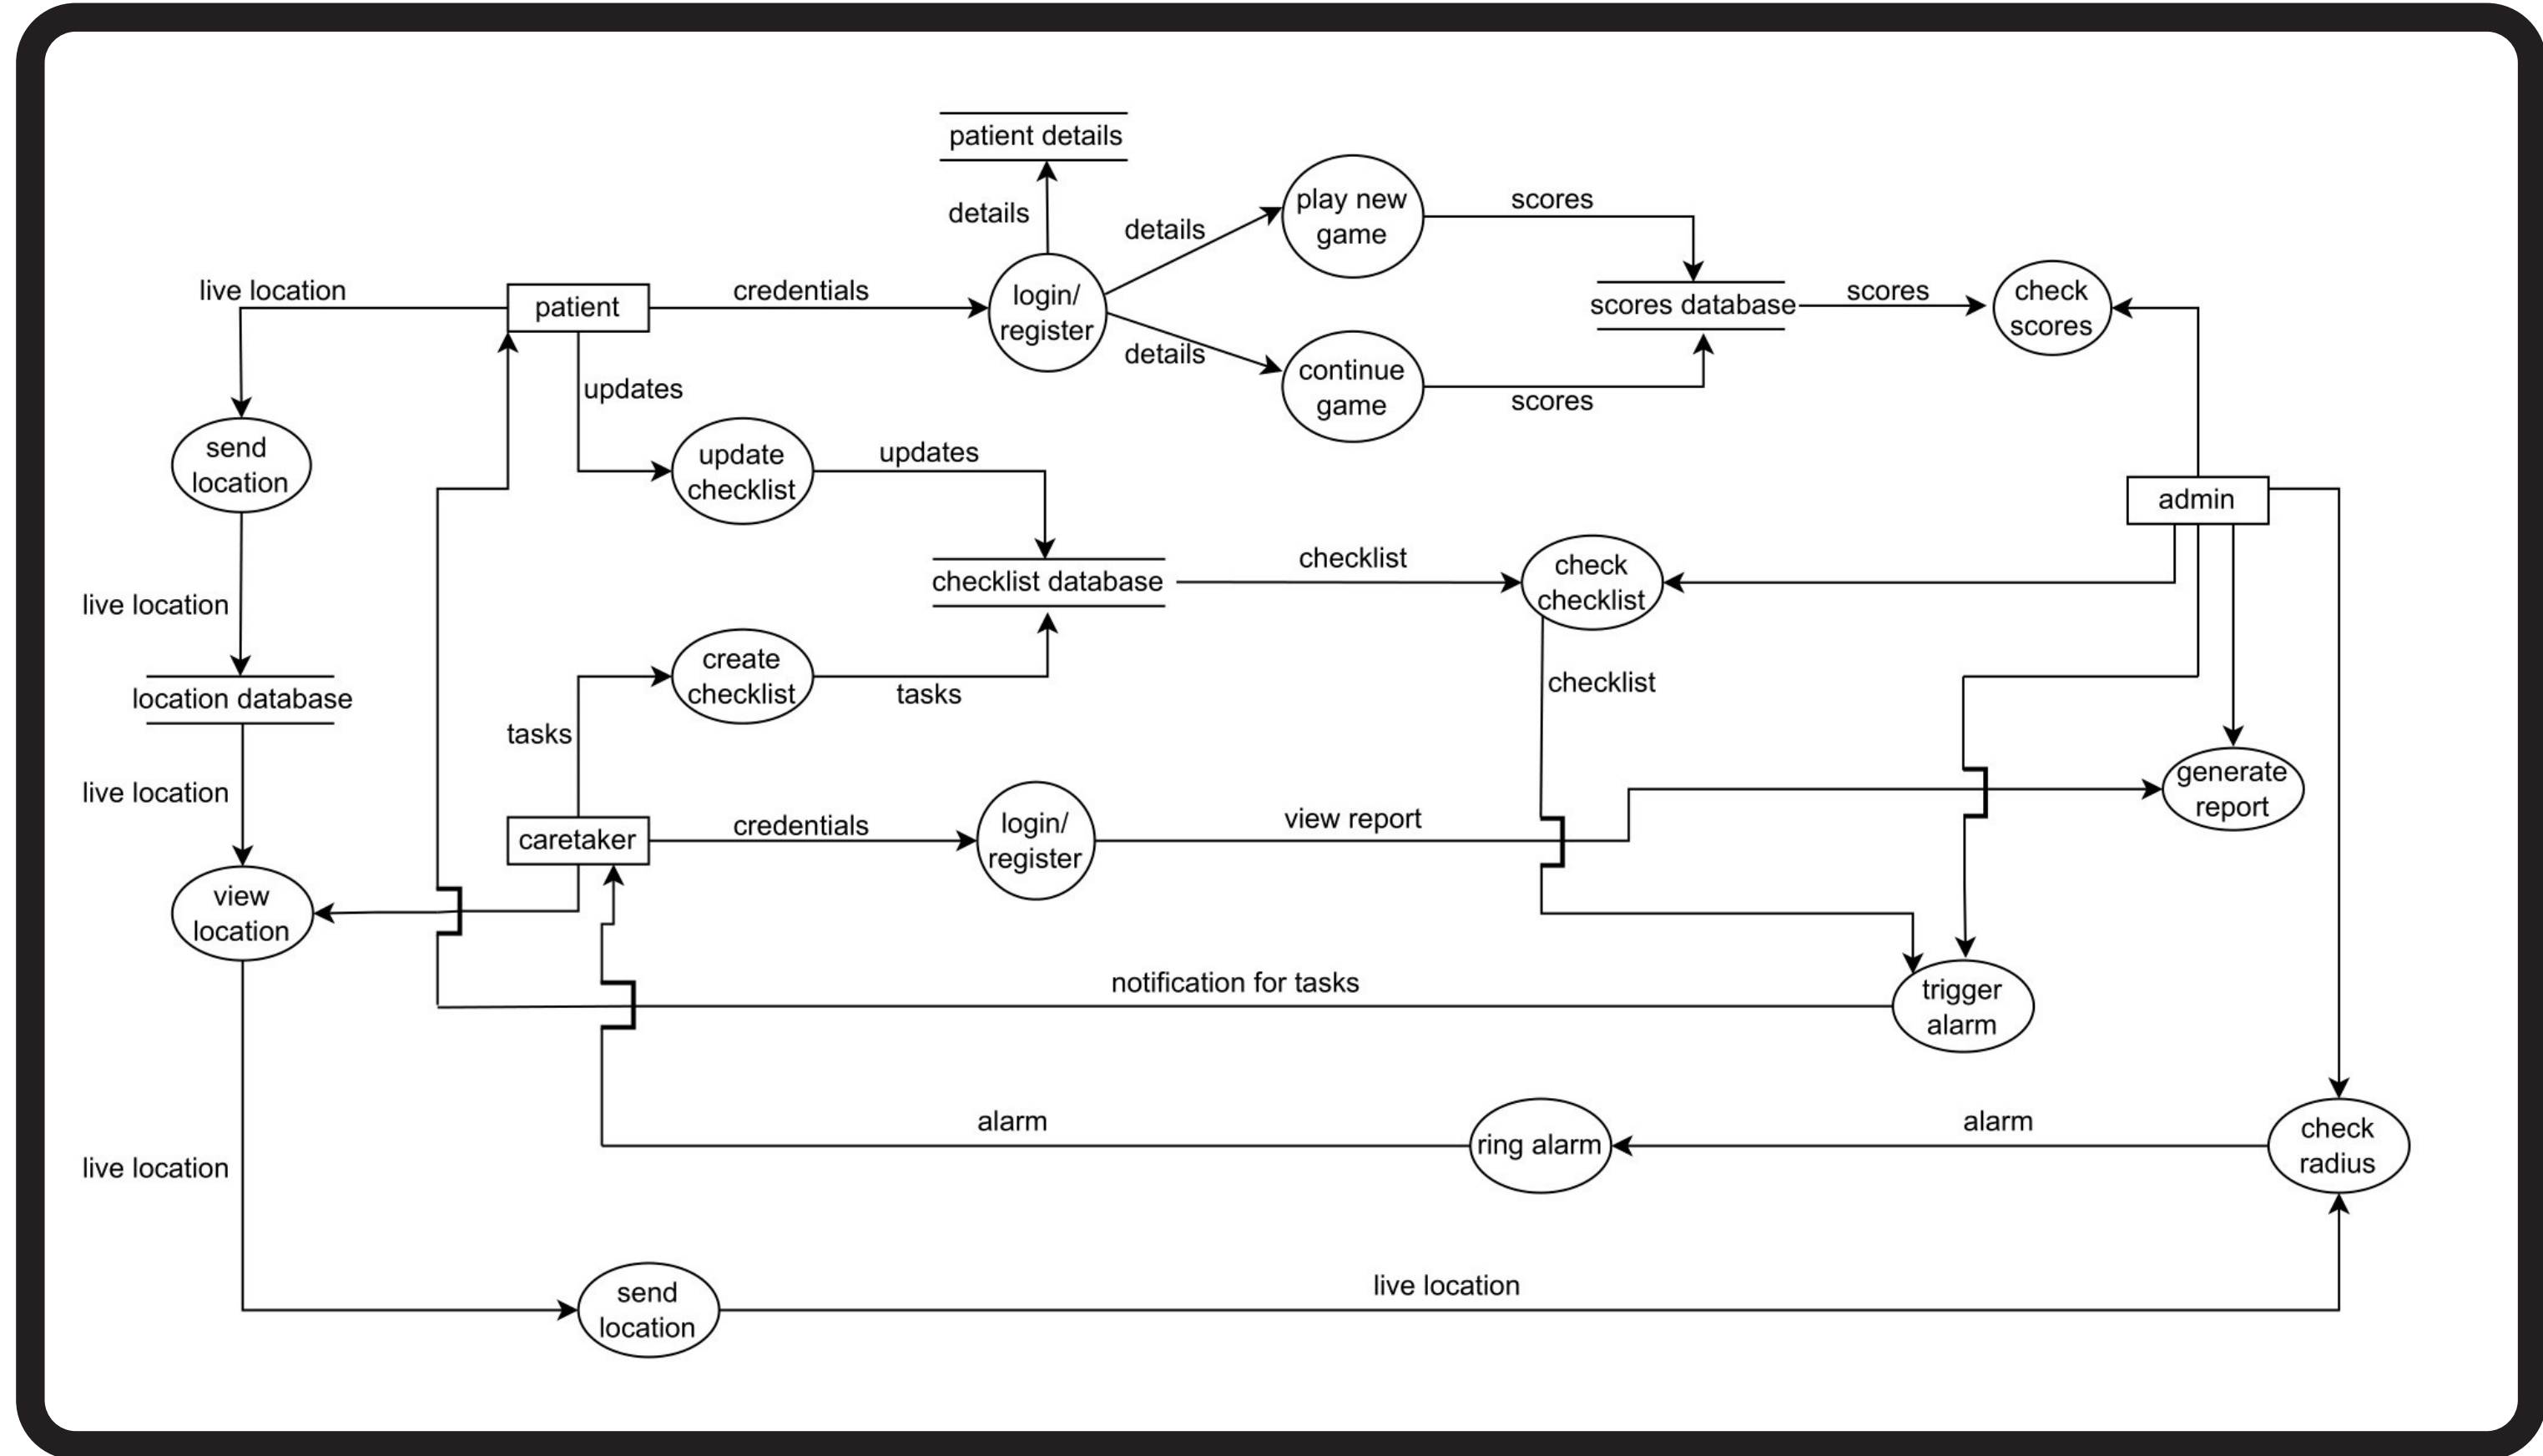 patient details
details
play new
game
scores
details
live location
patient
credentials
login/
register
scores database
scores
check
scores
details
continue
game
scores
updates
send
location
update
checklist
updates
admin
checklist database
checklist
check
checklist
live location
create
checklist
tasks
checklist
location database
tasks
live location
caretaker
credentials
login/
register
view report
generate
report
view
location
notification for tasks
trigger
alarm
alarm
ring alarm
alarm
check
radius
live location
send
location
live location